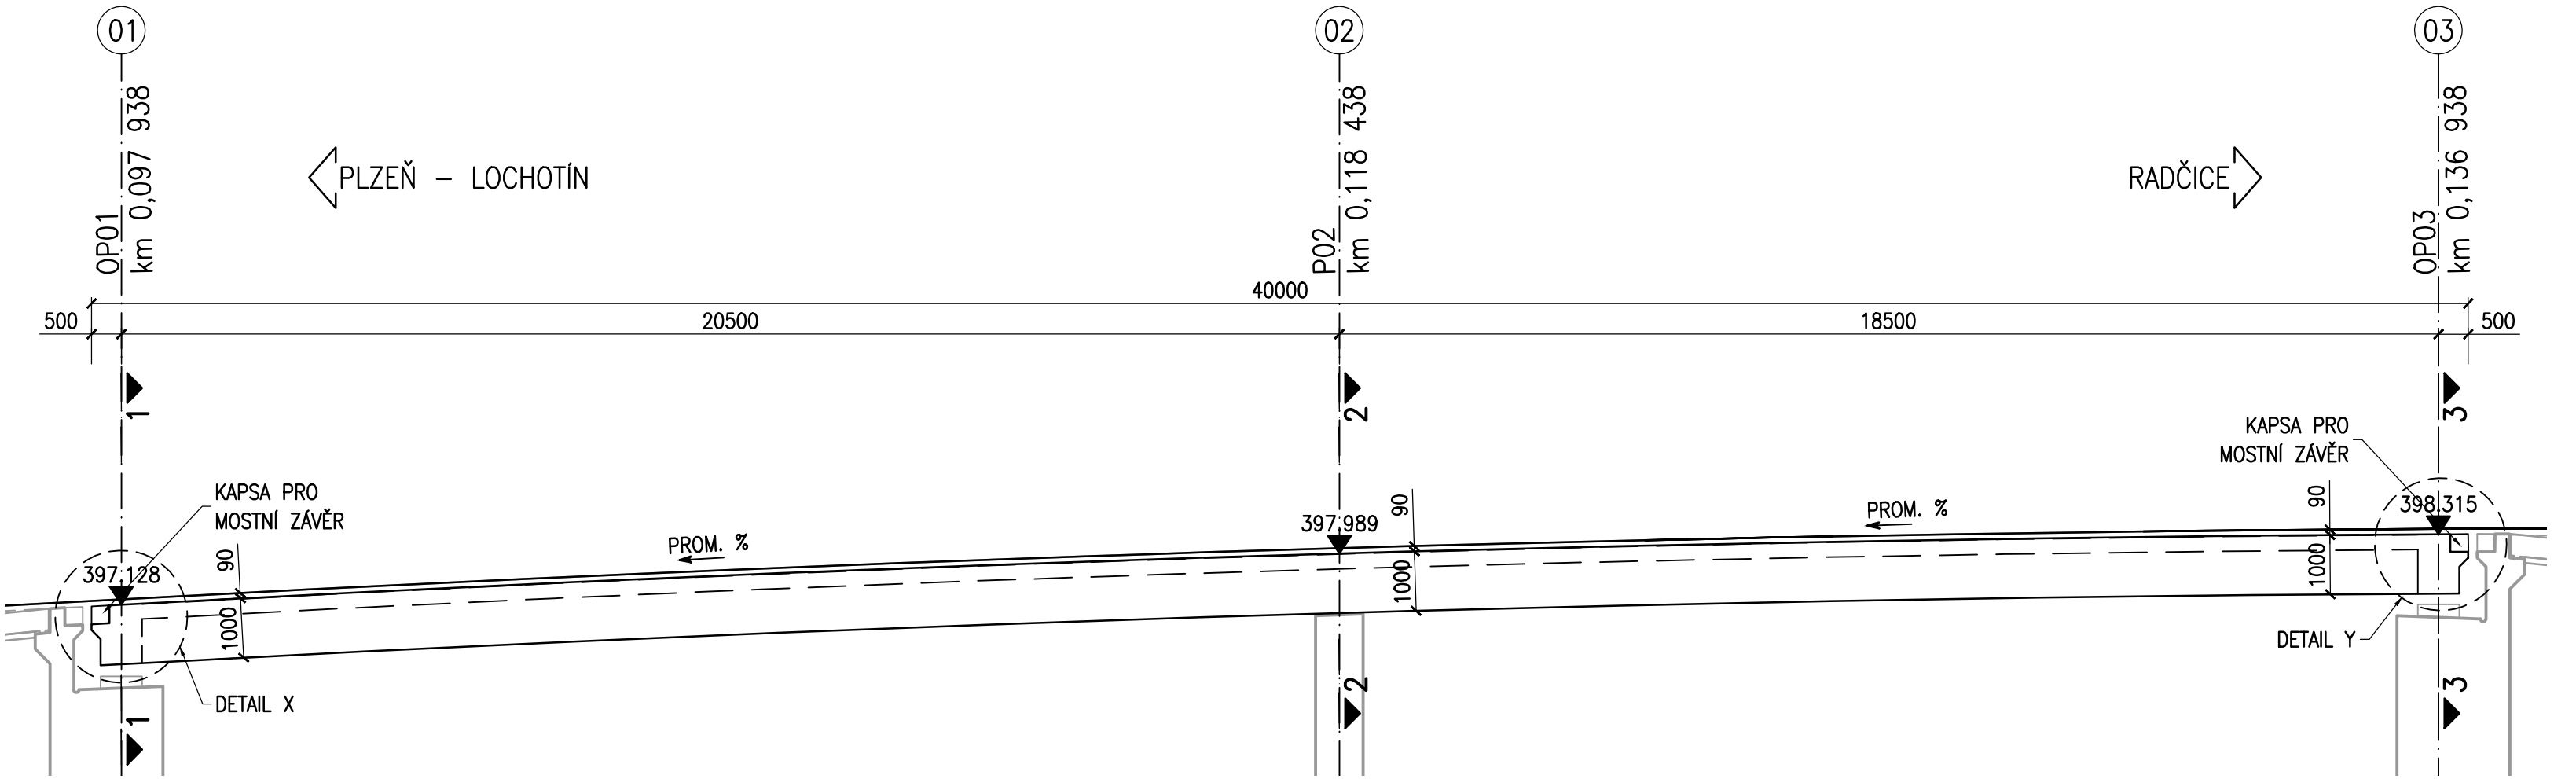 01
02
03
OP01
km 0,097 938
P02
km 0,118 438
OP03
km 0,136 938
PLZEŇ - LOCHOTÍN
RADČICE
40000
500
20500
18500
500
1
2
3
KAPSA PRO
MOSTNÍ ZÁVĚR
KAPSA PRO
MOSTNÍ ZÁVĚR
397,128
397,989
398.315
PROM. %
PROM. %
90
1000
90
1000
90
1000
DETAIL X
DETAIL Y
1
2
3